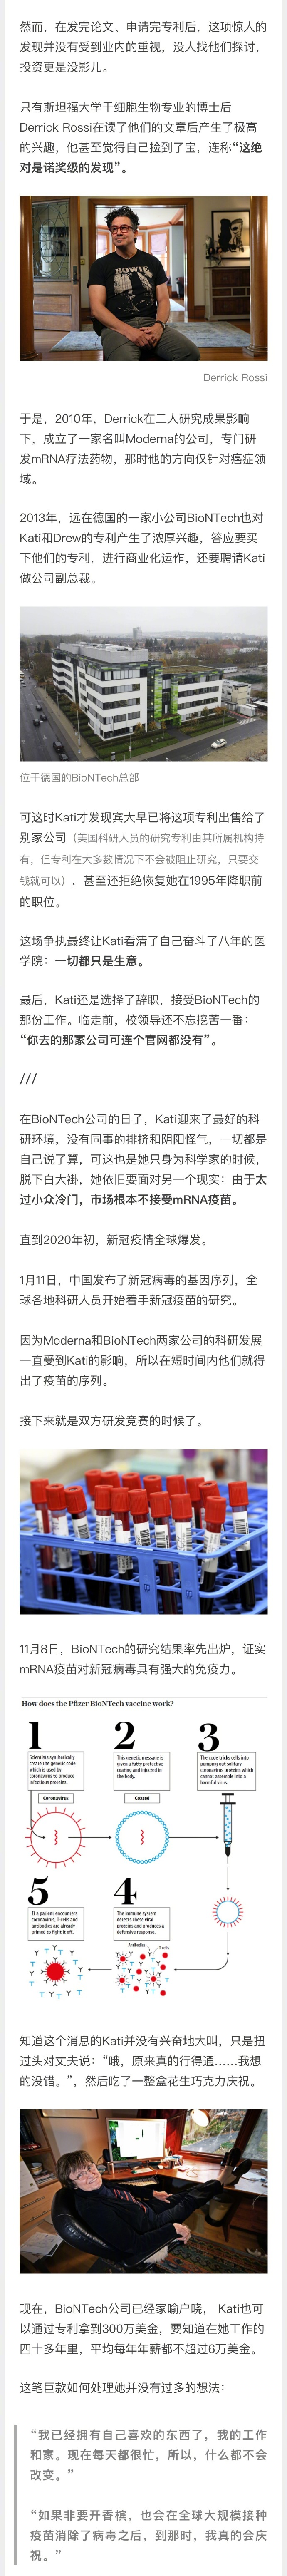 然而，在发完论文、申请完专利后，这项惊人的
发现并没有受到业内的重视，没人找他们探讨，
投资更是没影儿。
只有斯坦福大学干细胞生物专业的博士后
Derrick Rossi在读了他们的文章后产生了极高
的兴趣，他甚至觉得自己捡到了宝，连称“这绝
对是诺奖级的发现”。
Derrick Rossi
于是，2010年，Derrick在二人研究成果影响
下，成立了一家名叫Moderna的公司，专门研
发mRNA疗法药物，那时他的方向仅针对癌症领
域。
2013年，远在德国的一家小公司BioNTech也对
Kati和Drew的专利产生了浓厚兴趣，答应要买
下他们的专利，进行商业化运作，还要聘请Kati
做公司副总裁。
位于德国的BioNTech总部
可这时Kati才发现宾大早已将这项专利出售给了
别家公司（美国科研人员的研究专利由其所属机构持
有，但专利在大多数情况下不会被阻止研究，只要交
钱就可以），甚至还拒绝恢复她在1995年降职前
的职位。
这场争执最终让Kati看清了自己奋斗了八年的医
学院：一切都只是生意。
最后，Kati还是选择了辞职，接受BioNTech的
那份工作。临走前，校领导还不忘挖苦一番：
“你去的那家公司可连个官网都没有”。
///
在BioNTech公司的日子，Kati迎来了最好的科
研环境，没有同事的排挤和阴阳怪气，一切都是
自己说了算，可这也是她只身为科学家的时候，
脱下白大褂，她依旧要面对另一个现实：由于太
过小众冷门，市场根本不接受mRNA疫苗。
直到2020年初，新冠疫情全球爆发。
1月11日，中国发布了新冠病毒的基因序列，全
球各地科研人员开始着手新冠疫苗的研究。
因为Moderna和BioNTech两家公司的科研发展
一直受到Kati的影响，所以在短时间内他们就得
出了疫苗的序列。
接下来就是双方研发竞赛的时候了。
11月8日，BioNTech的研究结果率先出炉，证实
mRNA疫苗对新冠病毒具有强大的免疫力。
How does the Pfizer BioNTech vaccine work?
1
Scientists synthetically
create the genetic code
which is used by
coronavirus to produce
infectious proteins.
Coronavirus
2
This genetic message is
given a fatty protective
coating and injected in
the body.
Coated
3
The code tricks cells into
pumping out solitary
coronavirus proteins which
cannot assemble into a
harmful virus.
5
If a patient encounters
coronavirus, T-cells and
antibodies are already
primed to fight it off.
4
The immune system
detects these viral
proteins and produces a
defensive response.
Antibodies
T-cells
知道这个消息的Kati并没有兴奋地大叫，只是扭
过头对丈夫说：“哦，原来真的行得通……我想
的没错。”，然后吃了一整盒花生巧克力庆祝。
现在，BioNTech公司已经家喻户晓， Kati也可
以通过专利拿到300万美金，要知道在她工作的
四十多年里，平均每年年薪都不超过6万美金。
这笔巨款如何处理她并没有过多的想法：
“我已经拥有自己喜欢的东西了，我的工作
和家。现在每天都很忙，所以，什么都不会
改变。”
“如果非要开香槟，也会在全球大规模接种
疫苗消除了病毒之后，到那时，我真的会庆
祝。”